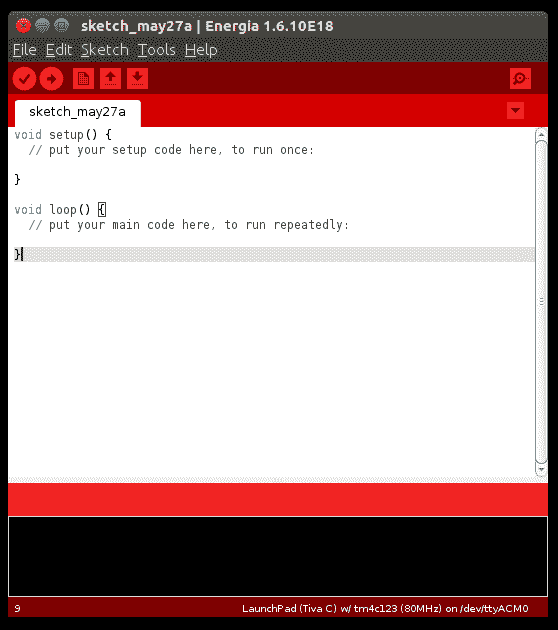 sketch_may27a | Energia 1.6.10E18
File Edit Sketch Tools Help
sketch_may27a
void setup() {
  // put your setup code here, to run once:
}
void loop() {
  // put your main code here, to run repeatedly:
}
9 LaunchPad (Tiva C) w/ tm4c123 (80MHz) on /dev/ttyACM0